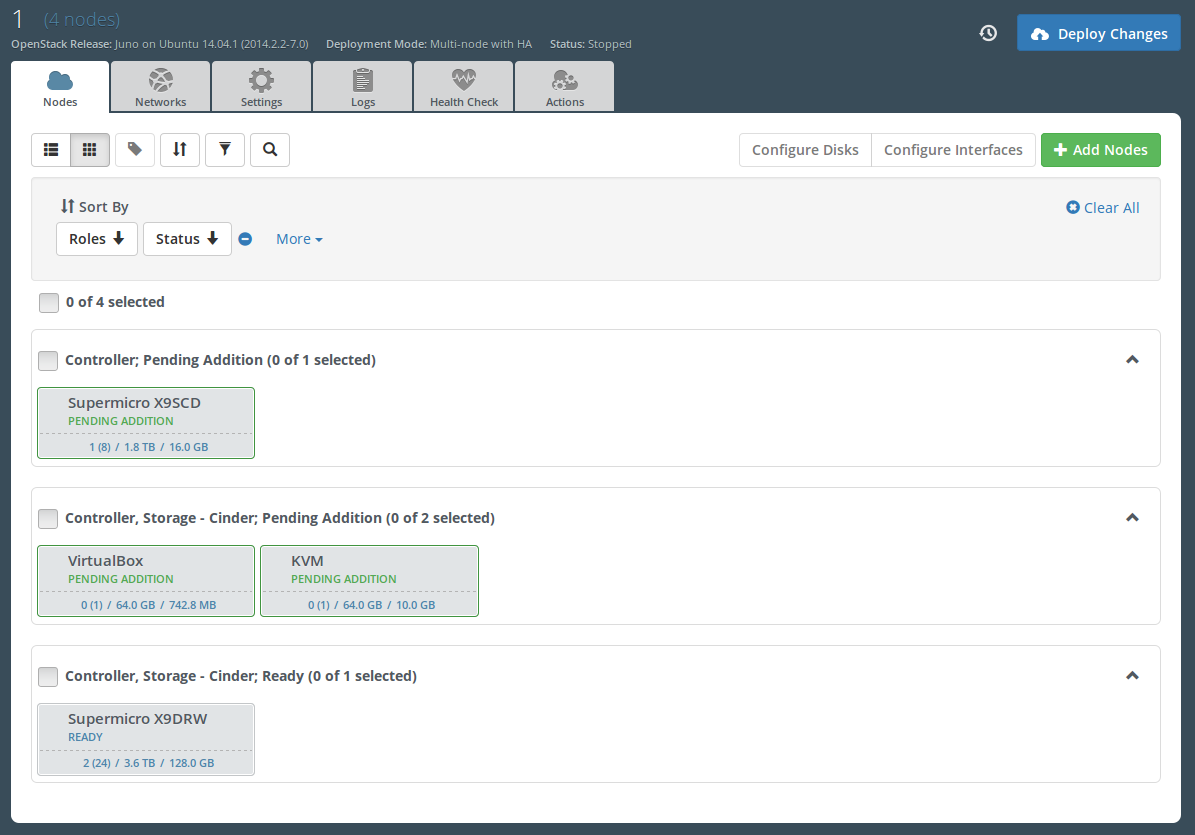 1 (4 nodes)
OpenStack Release: Juno on Ubuntu 14.04.1 (2014.2.2-7.0) Deployment Mode: Multi-node with HA Status: Stopped
Deploy Changes
Nodes Networks Settings Logs Health Check Actions
Configure Disks Configure Interfaces Add Nodes
Sort By
Clear All
Roles Status More
0 of 4 selected
Controller; Pending Addition (0 of 1 selected)
Supermicro X9SCD
PENDING ADDITION
1 (8) / 1.8 TB / 16.0 GB
Controller, Storage - Cinder; Pending Addition (0 of 2 selected)
VirtualBox KVM
PENDING ADDITION PENDING ADDITION
0 (1) / 64.0 GB / 742.8 MB 0 (1) / 64.0 GB / 10.0 GB
Controller, Storage - Cinder; Ready (0 of 1 selected)
Supermicro X9DRW
READY
2 (24) / 3.6 TB / 128.0 GB